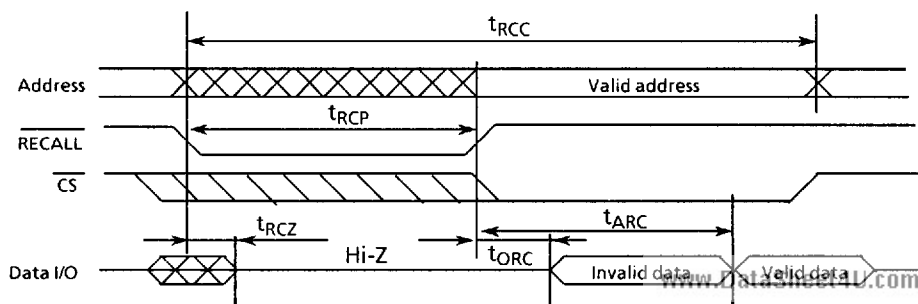 tRCC
Address
Valid address
tRCP
RECALL
CS
tRCZ
Hi-Z
tORC
tARC
Data I/O
Invalid data
Valid data
www.DataSheet4U.com